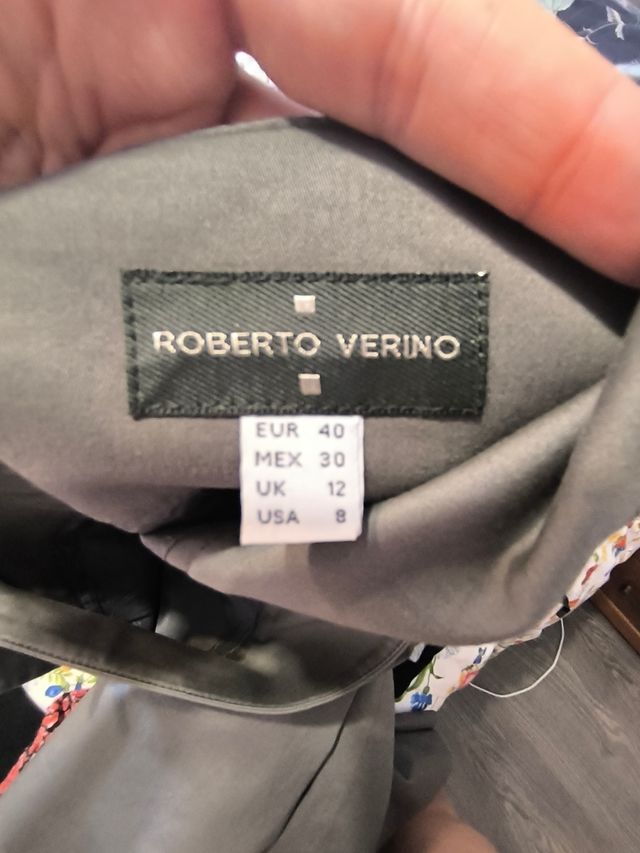 ROBERTO VERINO
EUR 40
MEX 30
UK 12
USA 8